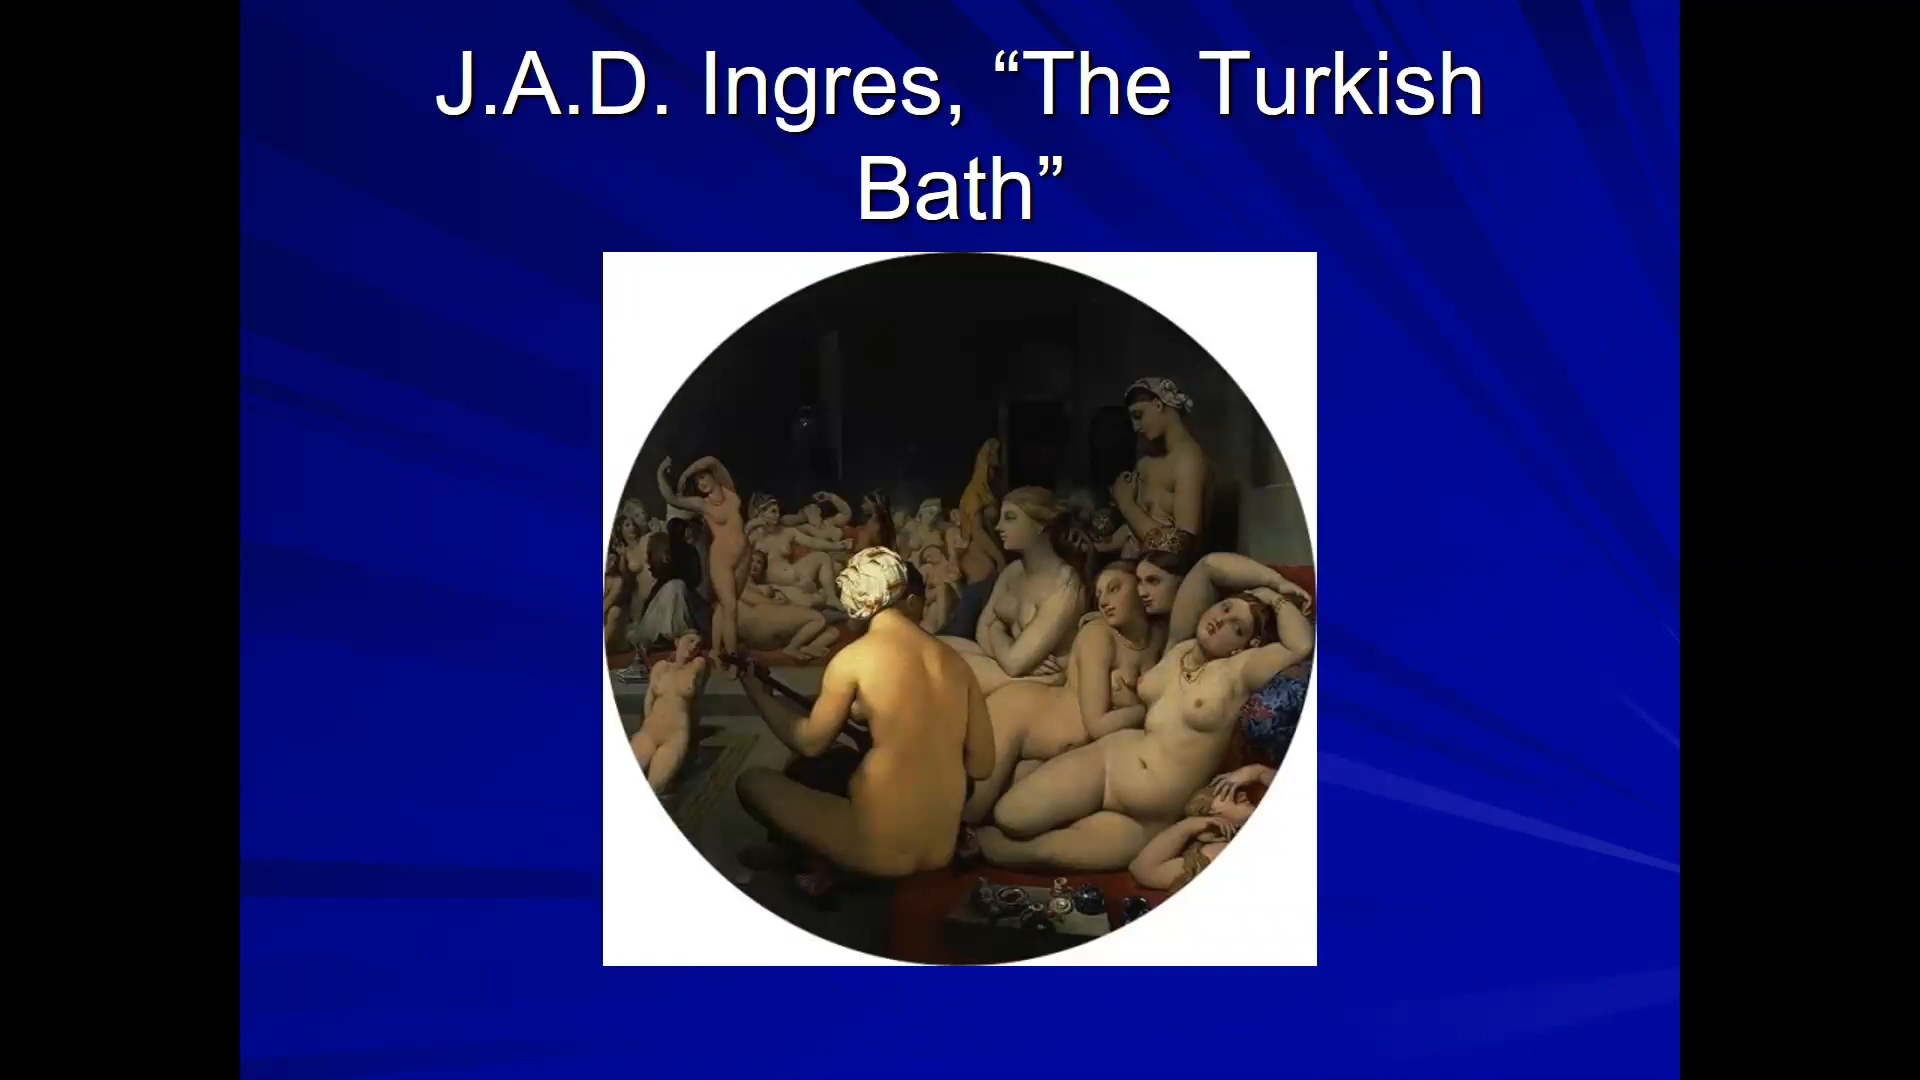 J.A.D. Ingres, “The Turkish
Bath”